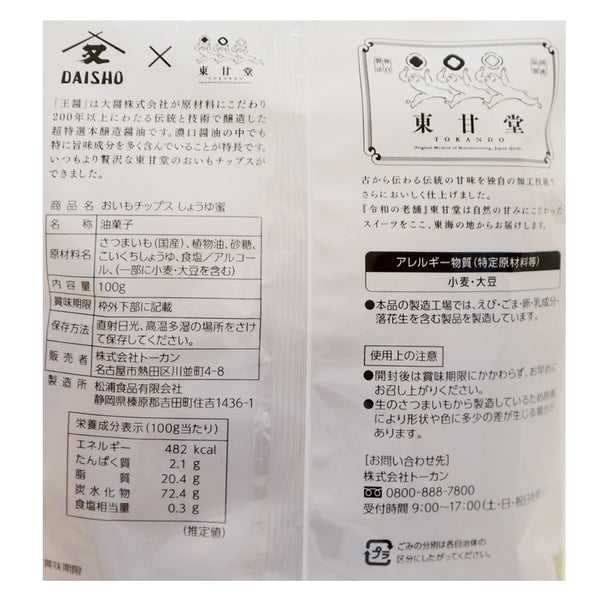 DAISHO
×
東甘堂
TOKANDO
「王醤」は大醤株式会社が原材料にこだわり
200年以上にわたる伝統と技術で醸造した
超特選本醸造醤油です。濃口醤油の中でも
特に旨味成分を多く含んでいることが特長です。
いつもより贅沢な東甘堂のおいもチップスが
できました。
商品名 おいもチップス しょうゆ蜜
名称 油菓子
原材料名 さつまいも(国産)、植物油、砂糖、
こいくちしょうゆ、食塩/アルコー
ル、(一部に小麦・大豆を含む)
内容量 100g
賞味期限 枠外下部に記載
保存方法 直射日光、高温多湿の場所をさけ
て保存してください。
販売者 株式会社トーカン
名古屋市熱田区川並町4-8
製造所 松浦食品有限会社
静岡県榛原郡吉田町住吉1436-1
栄養成分表示(100g当たり)
エネルギー 482 kcal
たんぱく質 2.1 g
脂質 20.4 g
炭水化物 72.4 g
食塩相当量 0.3 g
(推定値)
賞味期限
東甘堂
TOKANDO
Original Method of Manufacturing, Japan Quality
古から伝わる伝統の甘味を独自の加工技術で
さらにおいしく仕上げました。
『令和の老舗』東甘堂は自然の甘みにこだわった
スイーツをここ、東海の地からお届けします。
アレルギー物質(特定原材料等)
小麦・大豆
●本品の製造工場では、えび・ごま・卵・乳成分・
落花生を含む製品を製造しています。
使用上の注意
●開封後は賞味期限にかかわらず、お早めに
お召し上がりください。
●生のさつまいもから製造しているため時期
により形状や色に多少の差が生じる場合が
あります。
[お問い合わせ先]
株式会社トーカン
0800-888-7800
受付時間 9:00〜17:00(土・日・祝日を
プラ
ごみの分別は各自治体の
区分にしたがってください。